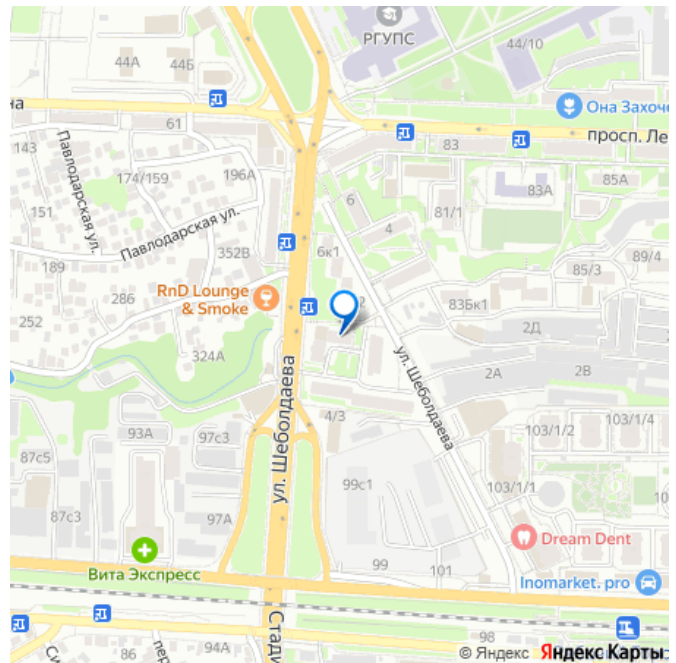 РГУПС
44/10
44А
44Б
на
Она Захоче
61
83
просп. Ле
143
Павлодарская ул.
174/159
196А
6
83А
85А
151
4
81/1
Павлодарская ул.
352В
6к1
189
89/4
85/3
RnD Lounge
& Smoke
286
2
83Бк1
252
2Д
324А
ул. Шеболдаева
2А
2В
ул. Шеболдаева
4/3
93А
97с3
103/1/2
103/1/4
87с5
99с1
103/1/1
87с3
97А
Dream Dent
Вита Экспресс
99
101
Inomarket. pro
Стади
98
86
94А
пер
Си
© Яндекс Яндекс Карты